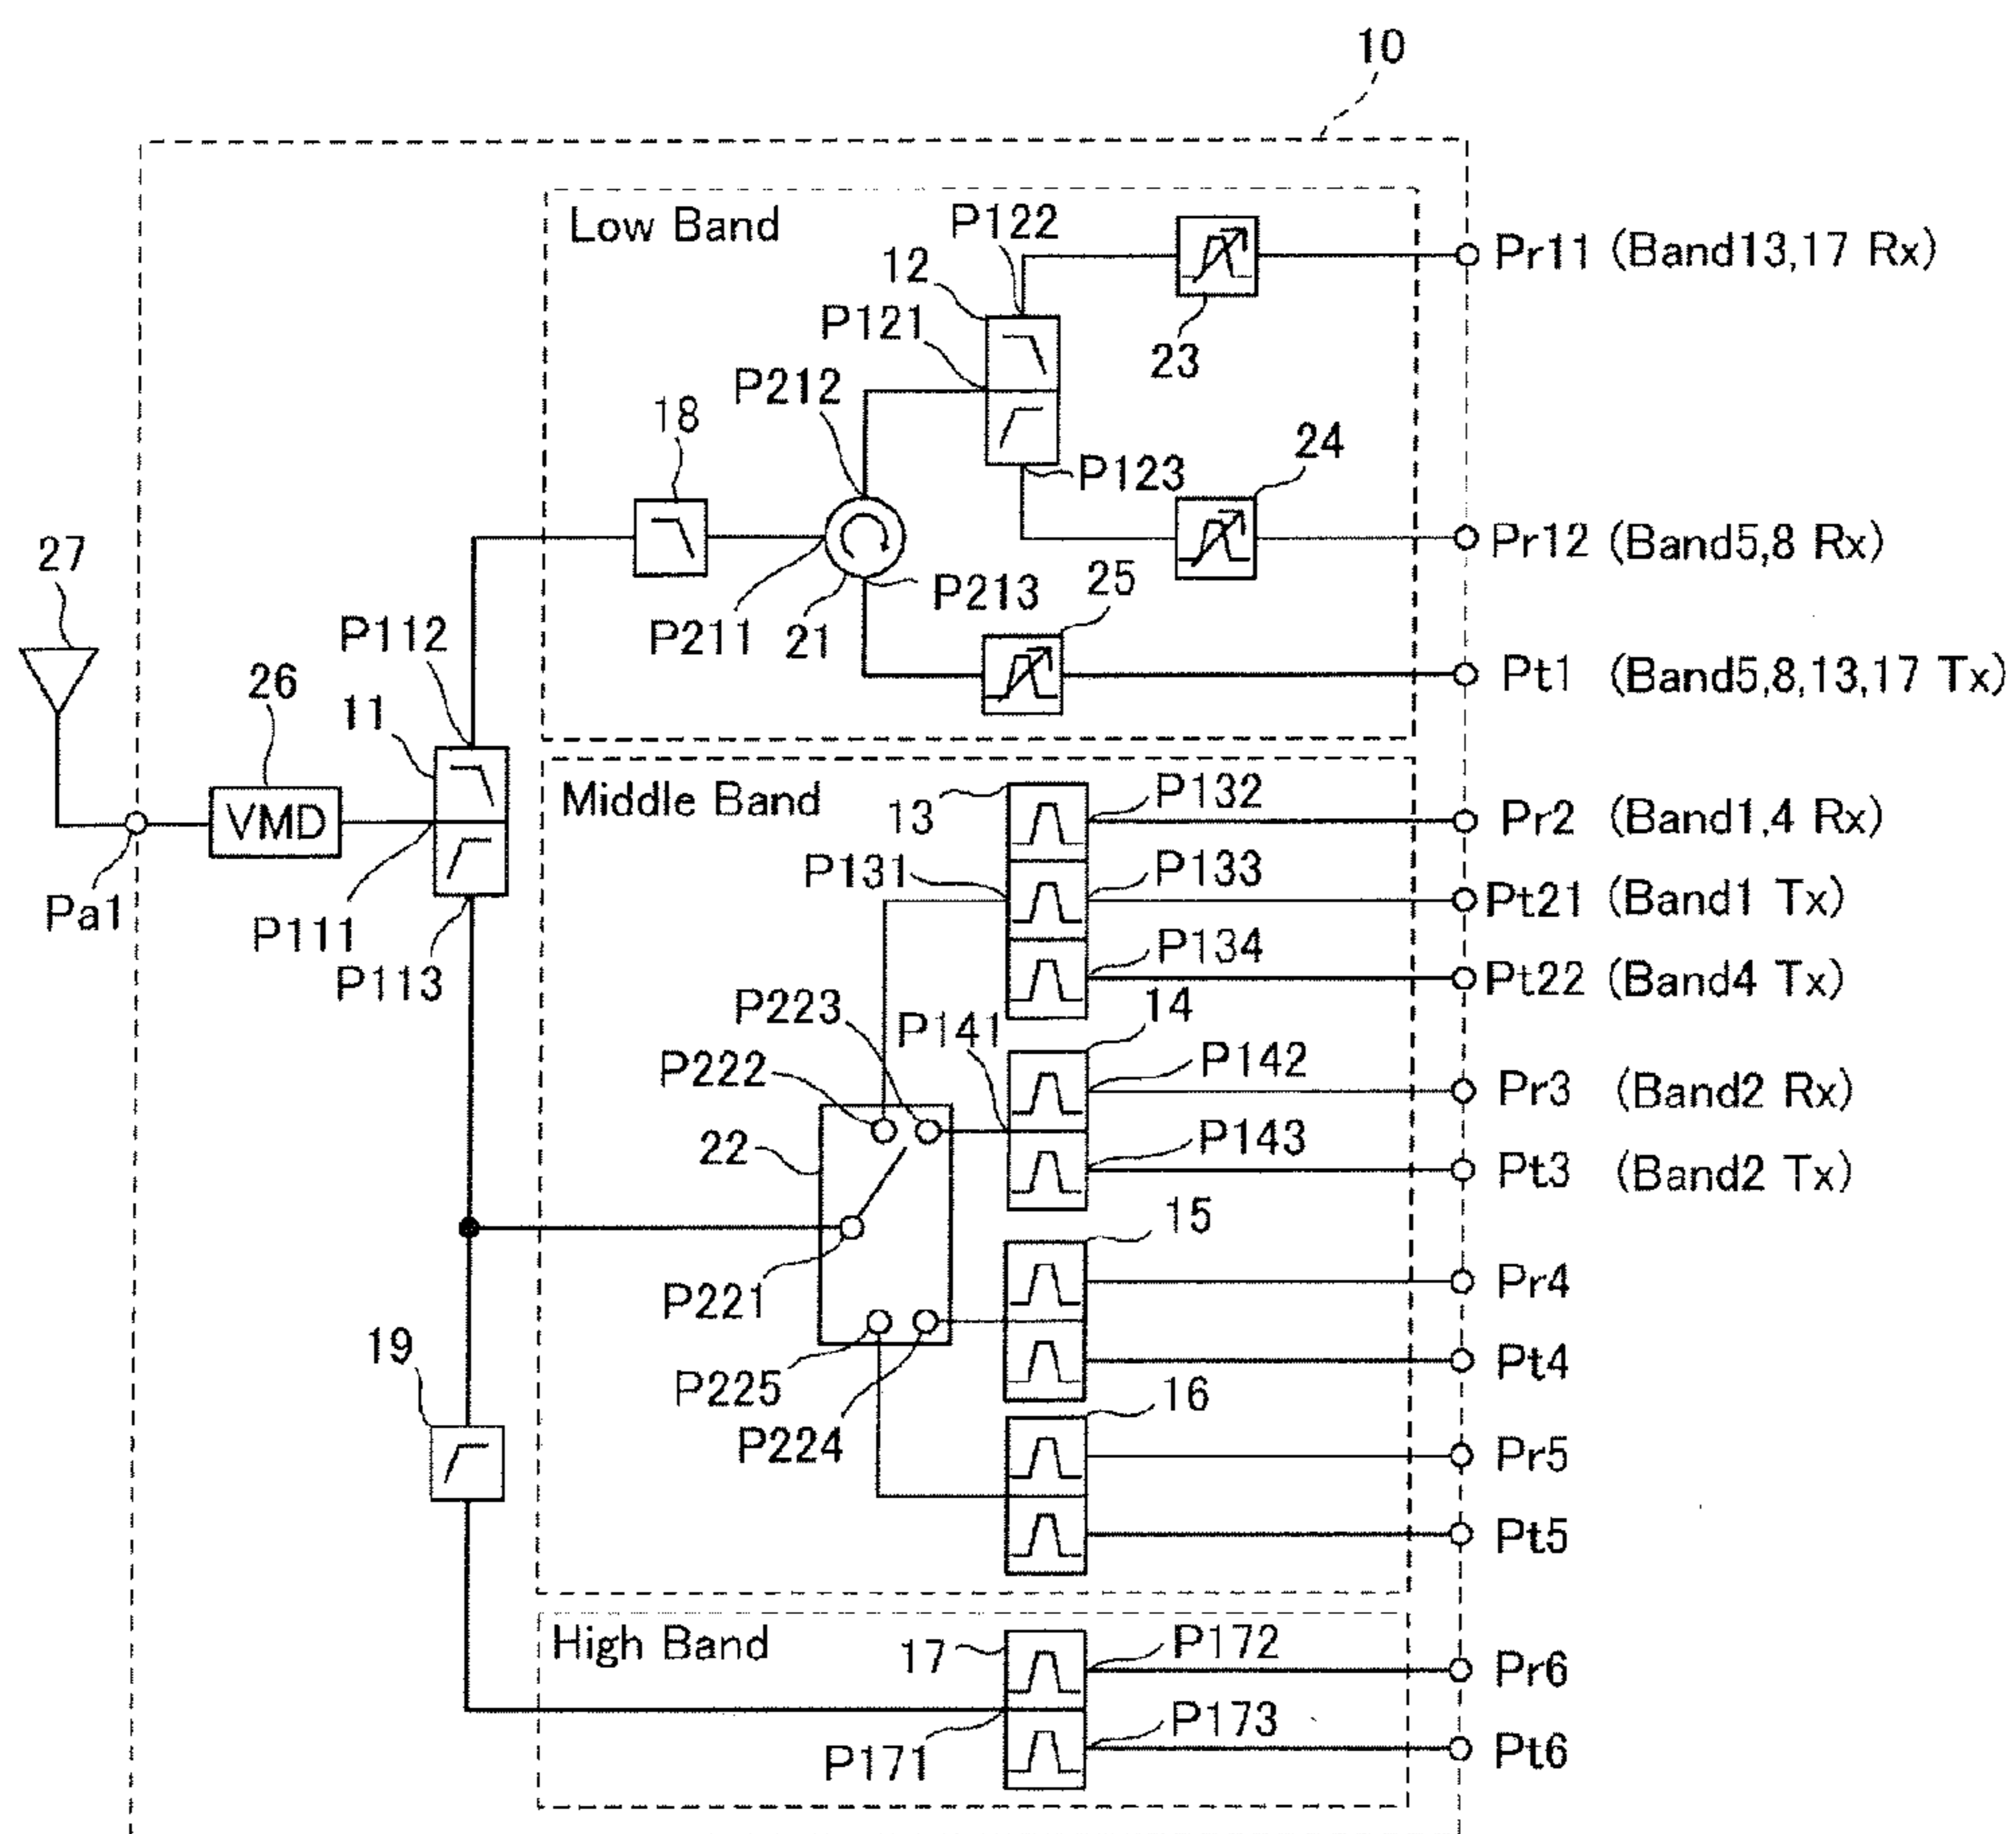 10
Low Band
P122
12
P121
23
Pr11 (Band13,17 Rx)
P212
18
P123
24
Pr12 (Band5,8 Rx)
27
P211
21
P213
25
Pt1 (Band5,8,13,17 Tx)
P112
26
11
VMD
Pa1
P111
P113
Middle Band
13
P132
Pr2 (Band1,4 Rx)
P131
P133
Pt21 (Band1 Tx)
P134
Pt22 (Band4 Tx)
P223
P141
14
P222
P142
Pr3 (Band2 Rx)
22
P143
Pt3 (Band2 Tx)
15
P221
Pr4
19
P225
Pt4
16
P224
Pr5
Pt5
High Band
17
P172
Pr6
P171
P173
Pt6